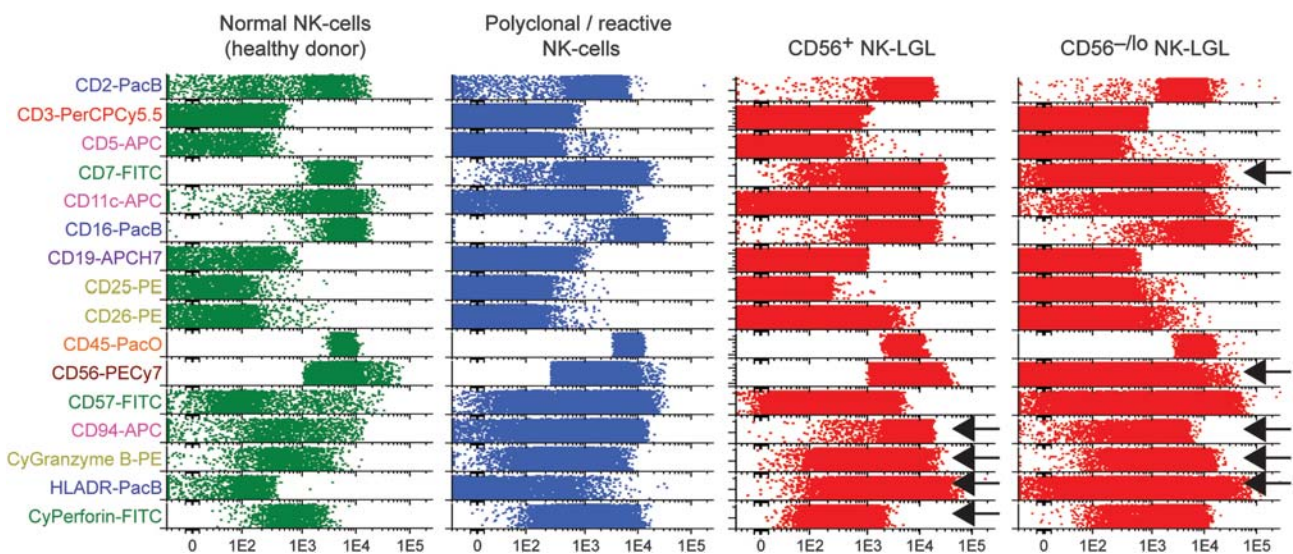 Normal NK-cells
(healthy donor)
Polyclonal / reactive
NK-cells
CD56+ NK-LGL
CD56–/lo NK-LGL
CD2-PacB
CD3-PerCPCy5.5
CD5-APC
CD7-FITC
CD11c-APC
CD16-PacB
CD19-APCH7
CD25-PE
CD26-PE
CD45-PacO
CD56-PECy7
CD57-FITC
CD94-APC
CyGranzyme B-PE
HLADR-PacB
CyPerforin-FITC
0 1E2 1E3 1E4 1E5
0 1E2 1E3 1E4 1E5
0 1E2 1E3 1E4 1E5
0 1E2 1E3 1E4 1E5